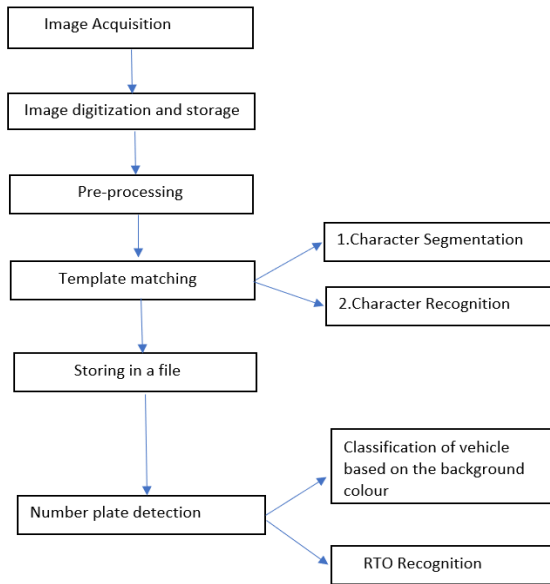 Image Acquisition
Image digitization and storage
Pre-processing
Template matching
1.Character Segmentation
2.Character Recognition
Storing in a file
Number plate detection
Classification of vehicle
based on the background
colour
RTO Recognition